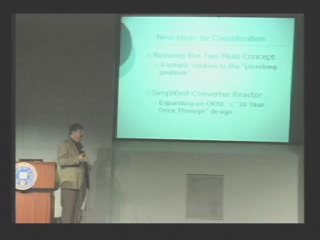 New Ideas for Consideration
Reviving the Two Fluid Concept
A simple solution to the "plumbing
problem"
Simplified Converter Reactor
Expanding on ORNL's "30 Year
Once Through" design